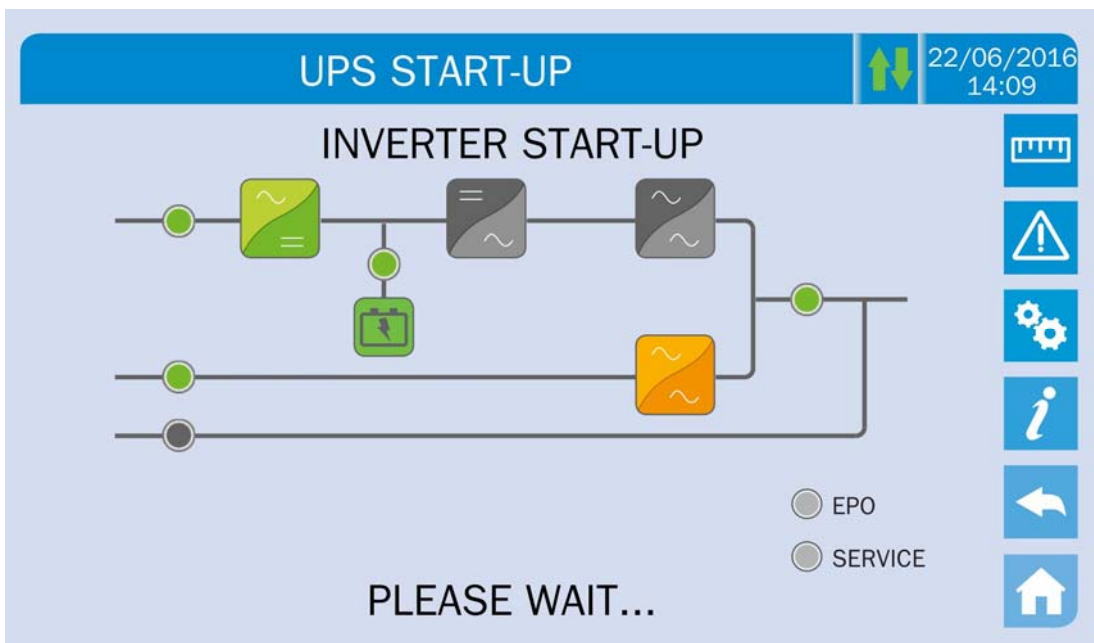 UPS START-UP
22/06/2016
14:09
INVERTER START-UP
EPO
SERVICE
PLEASE WAIT...